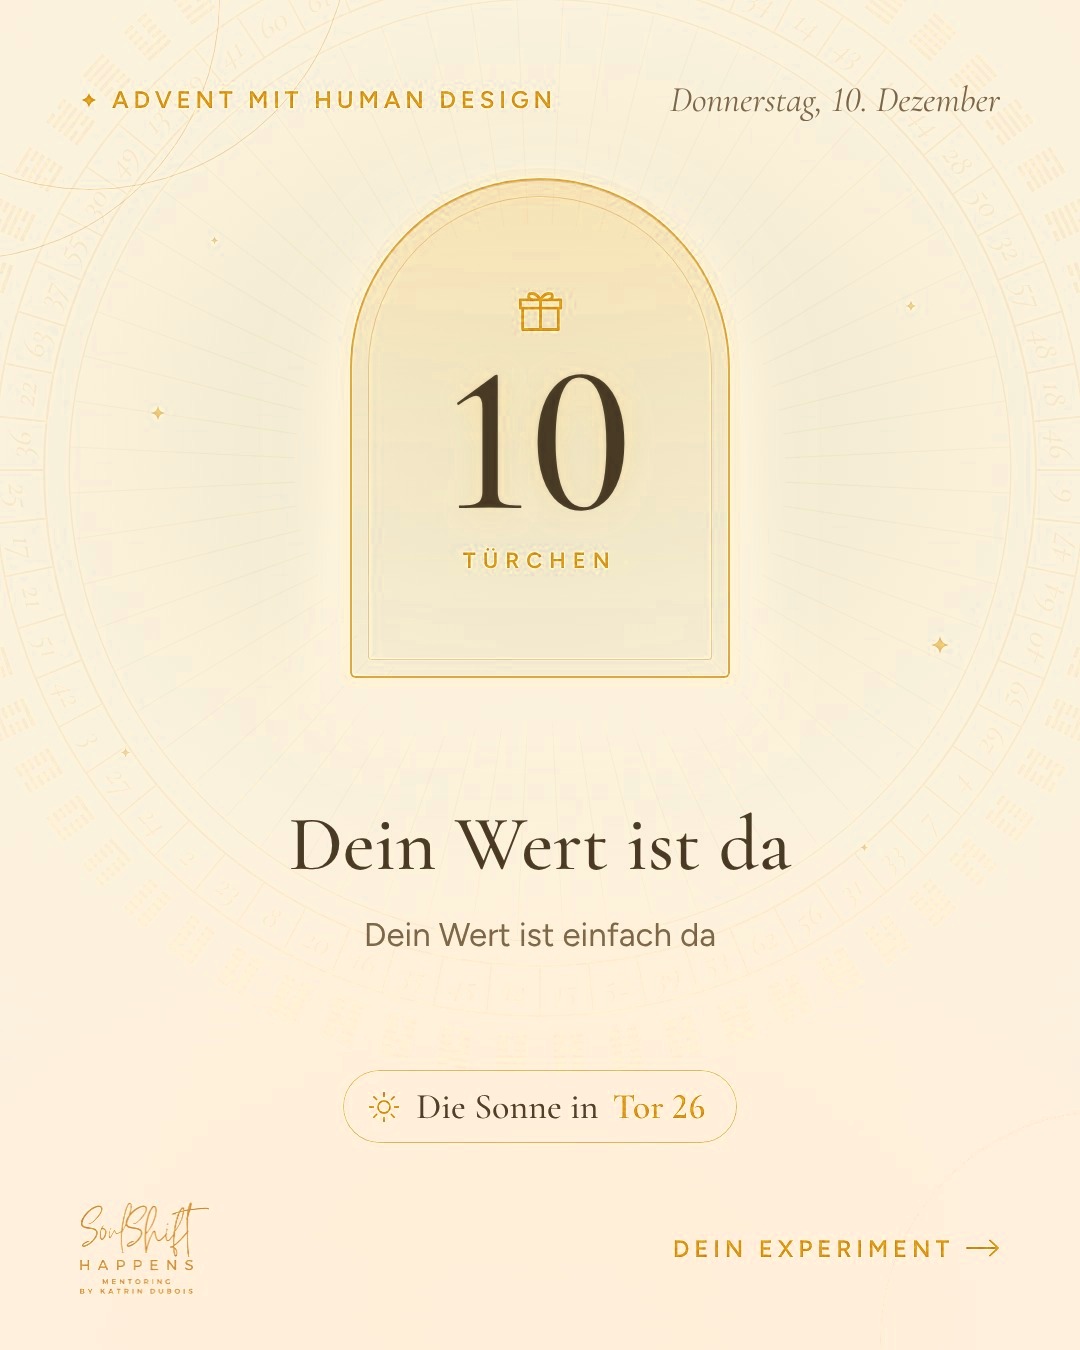 ADVENT MIT HUMAN DESIGN
Donnerstag, 10. Dezember
10
TÜRCHEN
Dein Wert ist da
Dein Wert ist einfach da
Die Sonne in Tor 26
SoulShift
HAPPENS
MENTORING
BY KATRIN DUBOIS
DEIN EXPERIMENT